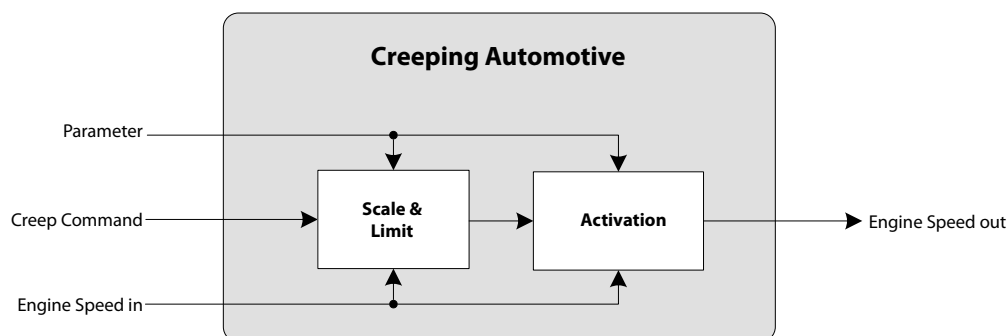 Creeping Automotive
Parameter
Scale &
Limit
Activation
Creep Command
Engine Speed out
Engine Speed in